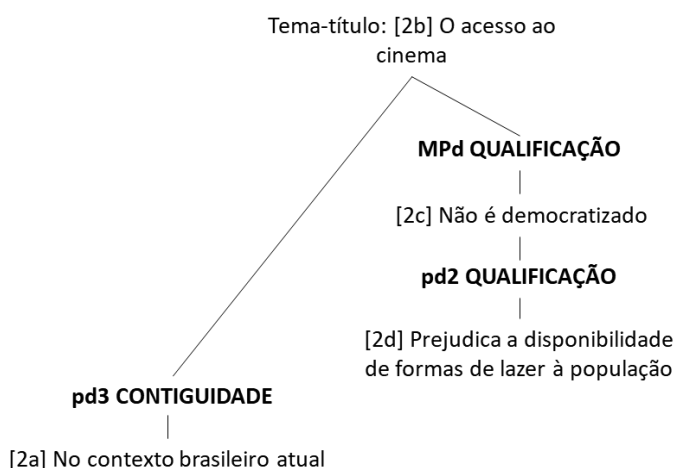 Tema-título: [2b] O acesso ao
cinema
MPd QUALIFICAÇÃO
[2c] Não é democratizado
pd2 QUALIFICAÇÃO
[2d] Prejudica a disponibilidade
de formas de lazer à população
pd3 CONTIGUIDADE
[2a] No contexto brasileiro atual